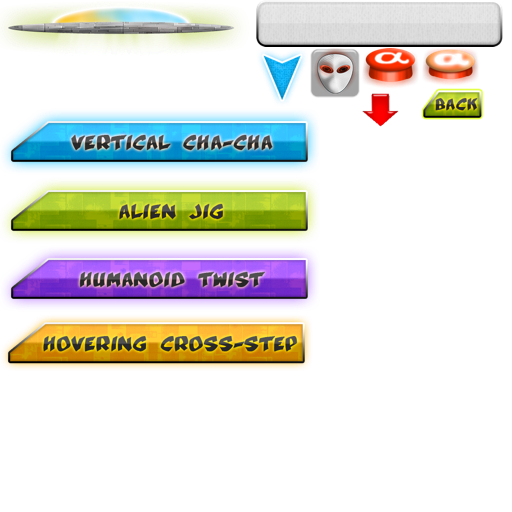 a a
BACK
VERTICAL CHA-CHA
ALIEN JIG
HUMANOID TWIST
HOVERING CROSS-STEP